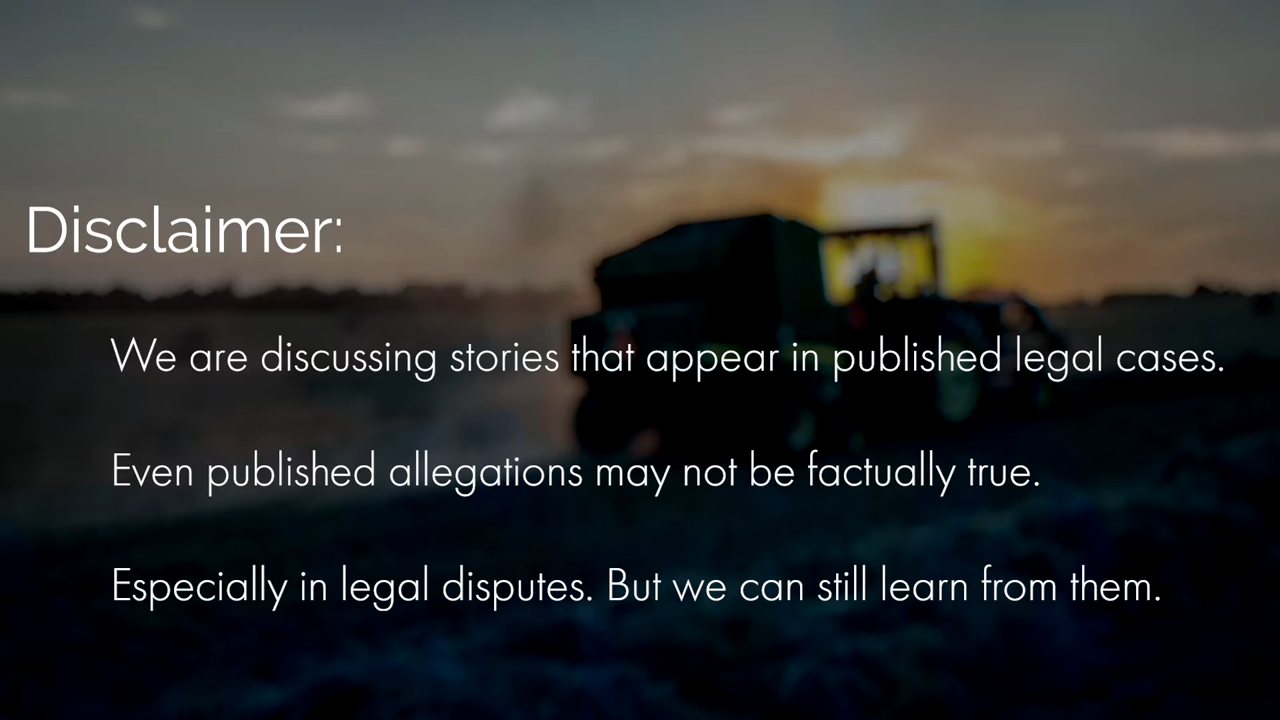 Disclaimer:
We are discussing stories that appear in published legal cases.
Even published allegations may not be factually true.
Especially in legal disputes. But we can still learn from them.